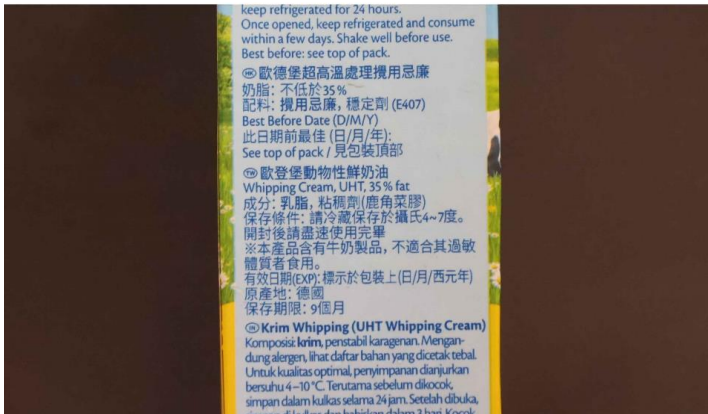 keep refrigerated for 24 hours.
Once opened, keep refrigerated and consume
within a few days. Shake well before use.
Best before: see top of pack.
HK 歐德堡超高溫處理攪用忌廉
奶脂: 不低於35%
配料: 攪用忌廉, 穩定劑 (E407)
Best Before Date (D/M/Y)
此日期前最佳 (日/月/年):
See top of pack / 見包裝頂部
TW 歐登堡動物性鮮奶油
Whipping Cream, UHT, 35% fat
成分: 乳脂, 粘稠劑(鹿角菜膠)
保存條件: 請冷藏保存於攝氏4~7度。
開封後請盡速使用完畢
※本產品含有牛奶製品, 不適合其過敏
體質者食用。
有效日期(EXP): 標示於包裝上(日/月/西元年)
原產地: 德國
保存期限: 9個月
Krim Whipping (UHT Whipping Cream)
Komposisi: krim, penstabil karagenan. Mengan-
dung alergen, lihat daftar bahan yang dicetak tebal.
Untuk kualitas optimal, penyimpanan dianjurkan
bersuhu 4–10 °C. Terutama sebelum dikocok,
simpan dalam kulkas selama 24 jam. Setelah dibuka,